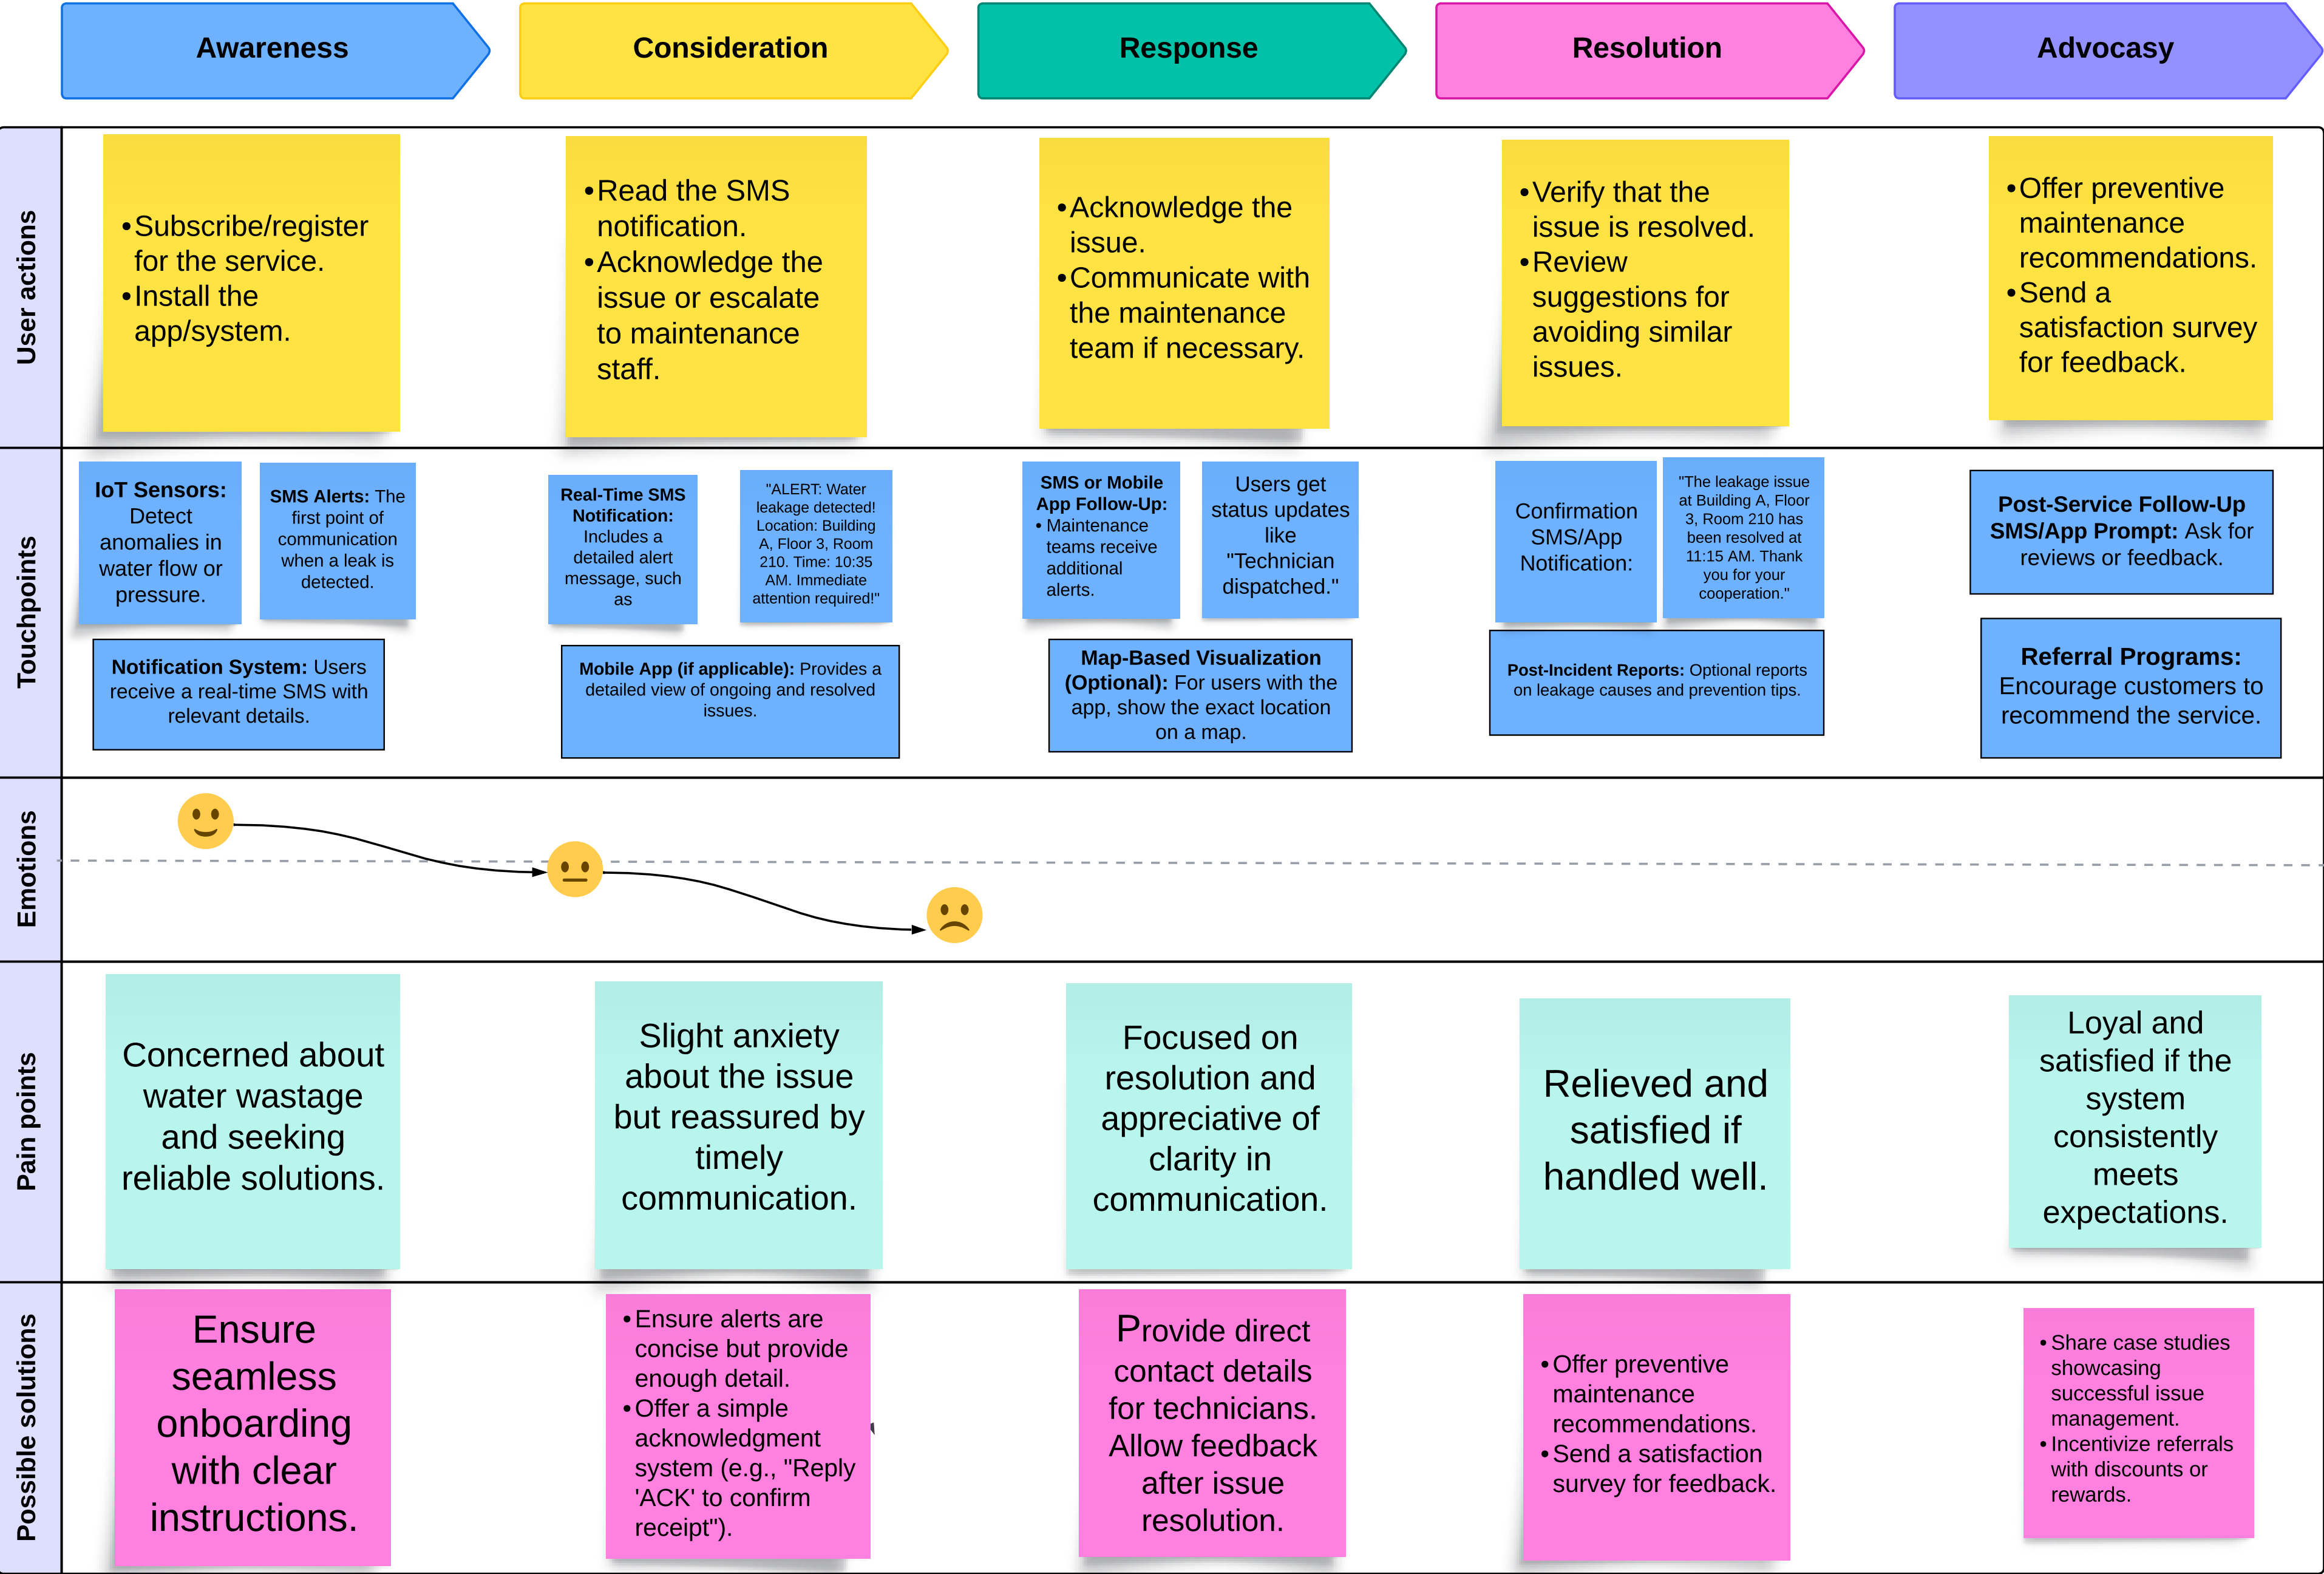 Awareness
Consideration
Response
Resolution
Advocasy
User actions
•Subscribe/register
for the service.
•Install the
app/system.
•Read the SMS
notification.
•Acknowledge the
issue or escalate
to maintenance
staff.
•Acknowledge the
issue.
•Communicate with
the maintenance
team if necessary.
•Verify that the
issue is resolved.
•Review
suggestions for
avoiding similar
issues.
•Offer preventive
maintenance
recommendations.
•Send a
satisfaction survey
for feedback.
Touchpoints
IoT Sensors:
Detect
anomalies in
water flow or
pressure.
SMS Alerts: The
first point of
communication
when a leak is
detected.
Notification System: Users
receive a real-time SMS with
relevant details.
Real-Time SMS
Notification:
Includes a
detailed alert
message, such
as
"ALERT: Water
leakage detected!
Location: Building
A, Floor 3, Room
210. Time: 10:35
AM. Immediate
attention required!"
Mobile App (if applicable): Provides a
detailed view of ongoing and resolved
issues.
SMS or Mobile
App Follow-Up:
• Maintenance
teams receive
additional
alerts.
Users get
status updates
like
"Technician
dispatched."
Map-Based Visualization
(Optional): For users with the
app, show the exact location
on a map.
Confirmation
SMS/App
Notification:
"The leakage issue
at Building A, Floor
3, Room 210 has
been resolved at
11:15 AM. Thank
you for your
cooperation."
Post-Incident Reports: Optional reports
on leakage causes and prevention tips.
Post-Service Follow-Up
SMS/App Prompt: Ask for
reviews or feedback.
Referral Programs:
Encourage customers to
recommend the service.
Emotions
Pain points
Concerned about
water wastage
and seeking
reliable solutions.
Slight anxiety
about the issue
but reassured by
timely
communication.
Focused on
resolution and
appreciative of
clarity in
communication.
Relieved and
satisfied if
handled well.
Loyal and
satisfied if the
system
consistently
meets
expectations.
Possible solutions
Ensure
seamless
onboarding
with clear
instructions.
•Ensure alerts are
concise but provide
enough detail.
•Offer a simple
acknowledgment
system (e.g., "Reply
'ACK' to confirm
receipt").
Provide direct
contact details
for technicians.
Allow feedback
after issue
resolution.
•Offer preventive
maintenance
recommendations.
•Send a satisfaction
survey for feedback.
• Share case studies
showcasing
successful issue
management.
• Incentivize referrals
with discounts or
rewards.